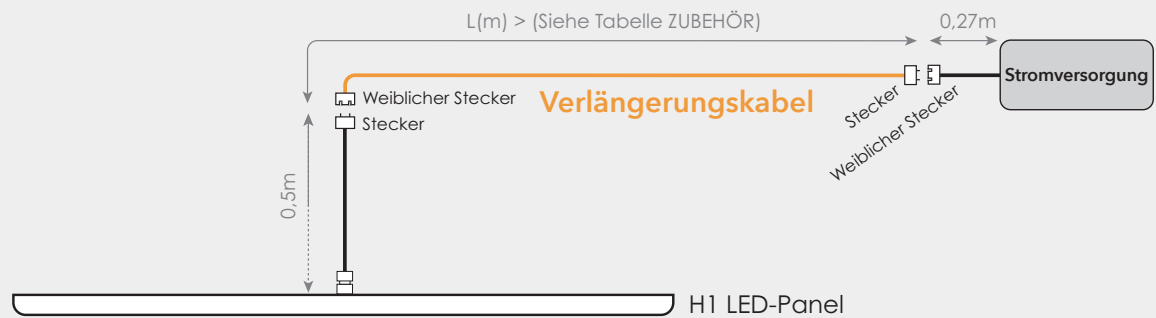 L(m) > (Siehe Tabelle ZUBEHÖR)
0,27m
Stromversorgung
Weiblicher Stecker
Verlängerungskabel
Stecker
Weiblicher Stecker
Stecker
0,5m
H1 LED-Panel